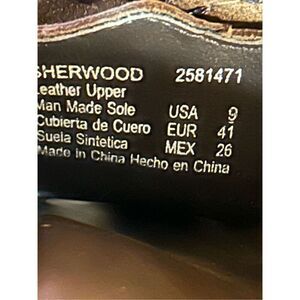 SHERWOOD 2581471
Leather Upper
Man Made Sole USA 9
Cubierta de Cuero EUR 41
Suela Sintetica MEX 26
Made in China Hecho en China